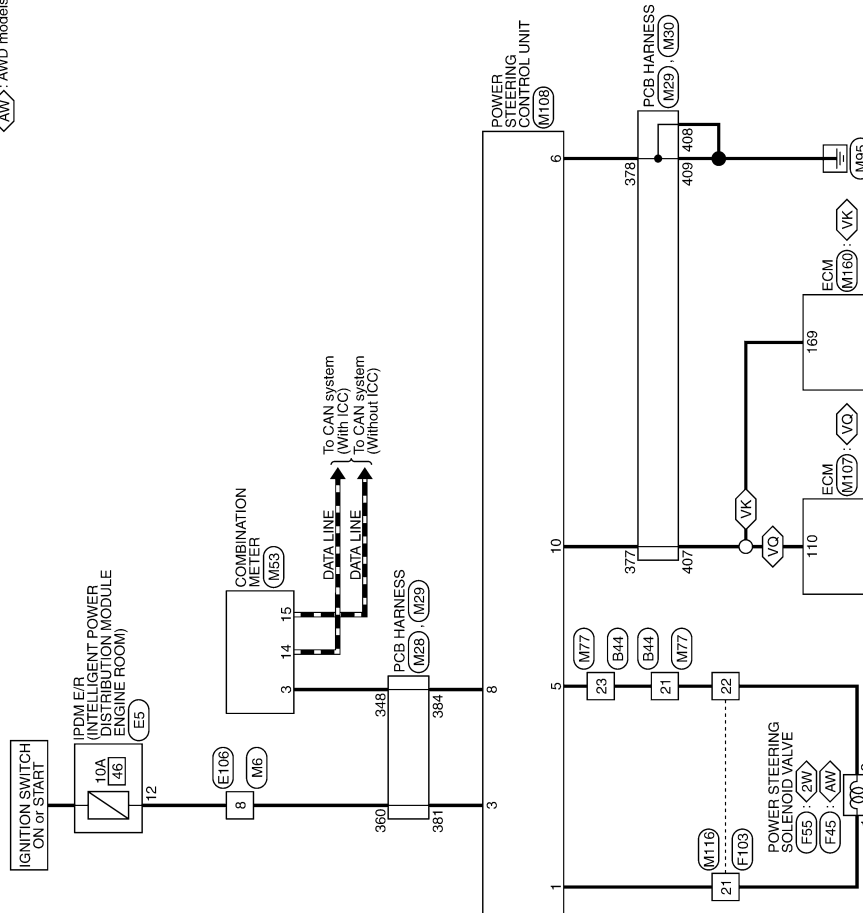 AW : AWD models
IGNITION SWITCH
ON or START
IPDM E/R
(INTELLIGENT POWER
DISTRIBUTION MODULE
ENGINE ROOM)
E5
10A
46
12
8
E106
M6
COMBINATION
METER
M53
3
14
15
DATA LINE
DATA LINE
To CAN system
(With ICC)
To CAN system
(Without ICC)
360
348
PCB HARNESS
M28 , M29
381
384
3
8
POWER
STEERING
CONTROL UNIT
M108
1
5
10
6
M77
23
B44
B44
21
M77
22
M116
21
F103
POWER STEERING
SOLENOID VALVE
F55 : 2W
F45 : AW
377
378
PCB HARNESS
M29 , M30
407
409
408
VK
VQ
110
ECM
M107 : VQ
169
ECM
M160 : VK
M95